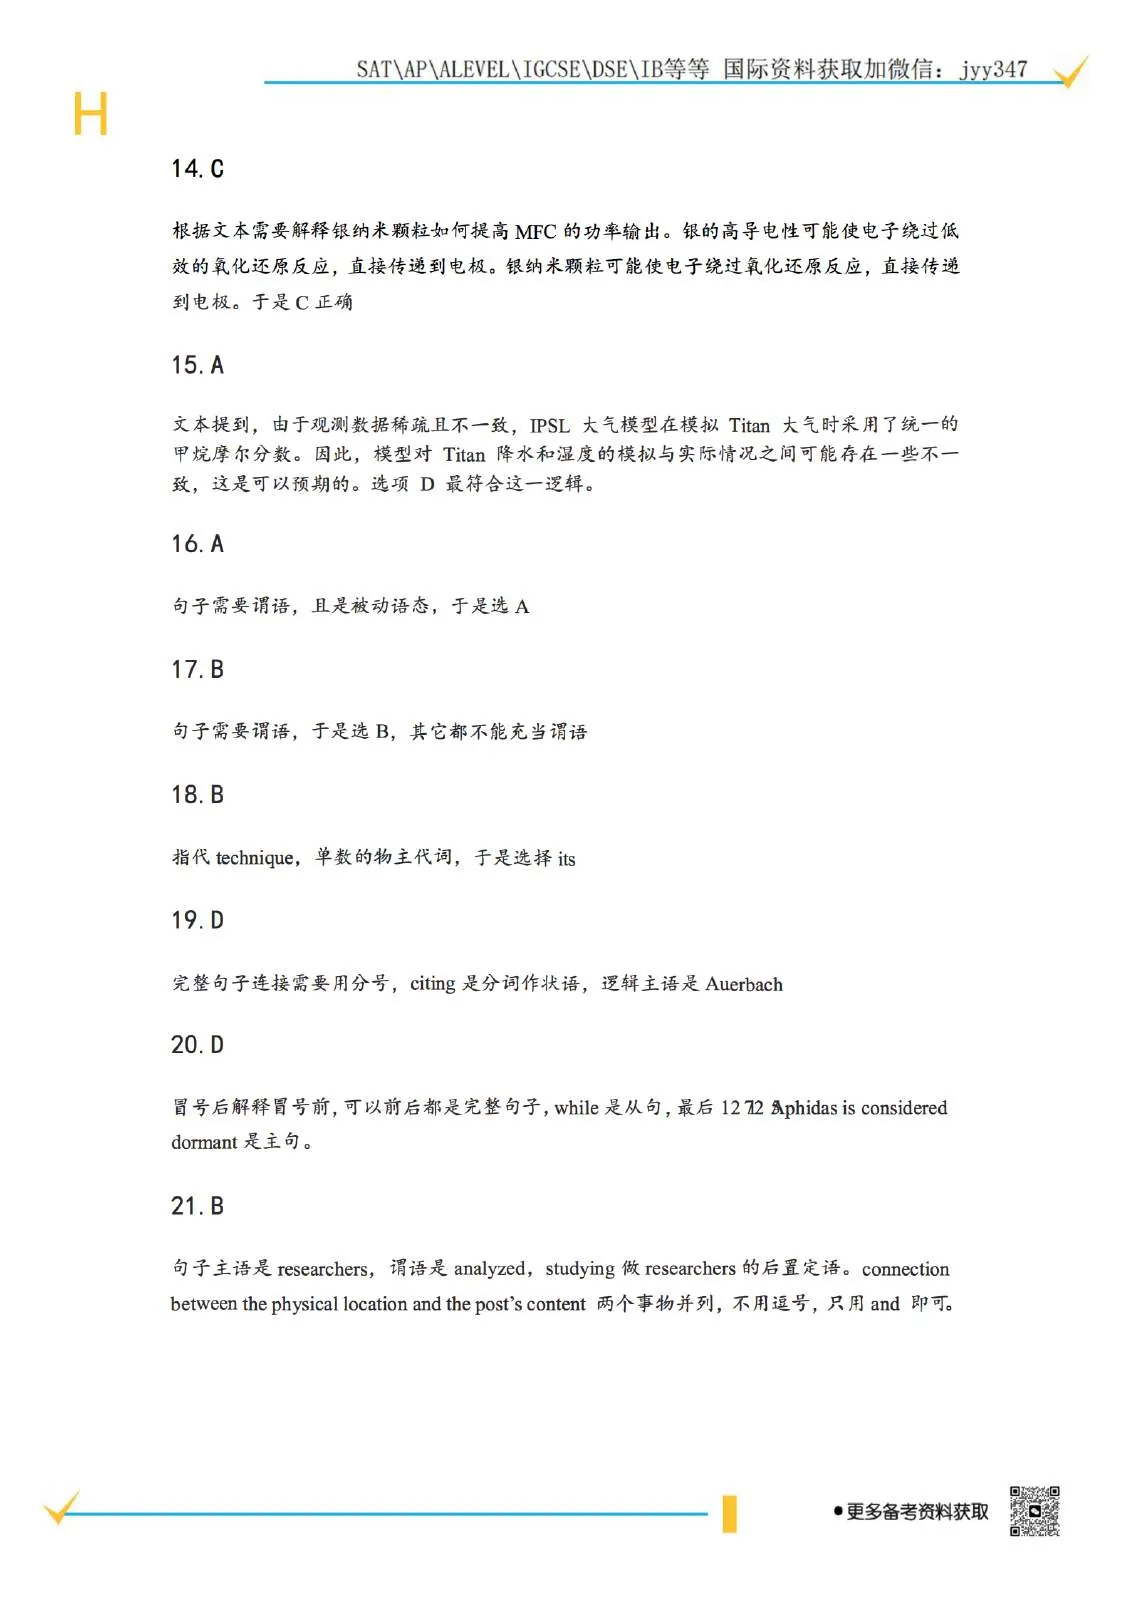 SAT\AP\ALEVEL\IGCSE\DSE\IB等等 国际资料获取加微信：jyy347
H
14. C
根据文本需要解释银纳米颗粒如何提高 MFC 的功率输出。银的高导电性可能使电子绕过低
效的氧化还原反应，直接传递到电极。银纳米颗粒可能使电子绕过氧化还原反应，直接传递
到电极。于是 C 正确
15. A
文本提到，由于观测数据稀疏且不一致，IPSL 大气模型在模拟 Titan 大气时采用了统一的
甲烷摩尔分数。因此，模型对 Titan 降水和湿度的模拟与实际情况之间可能存在一些不一
致，这是可以预期的。选项 D 最符合这一逻辑。
16. A
句子需要谓语，且是被动语态，于是选 A
17. B
句子需要谓语，于是选 B，其它都不能充当谓语
18. B
指代 technique，单数的物主代词，于是选择 its
19. D
完整句子连接需要用分号，citing 是分词作状语，逻辑主语是 Auerbach
20. D
冒号后解释冒号前，可以前后都是完整句子，while 是从句，最后 Aphidas is considered
dormant 是主句。
21. B
句子主语是 researchers，谓语是 analyzed，studying 做 researchers 的后置定语。connection
between the physical location and the post's content 两个事物并列，不用逗号，只用 and 即可。
●更多备考资料获取